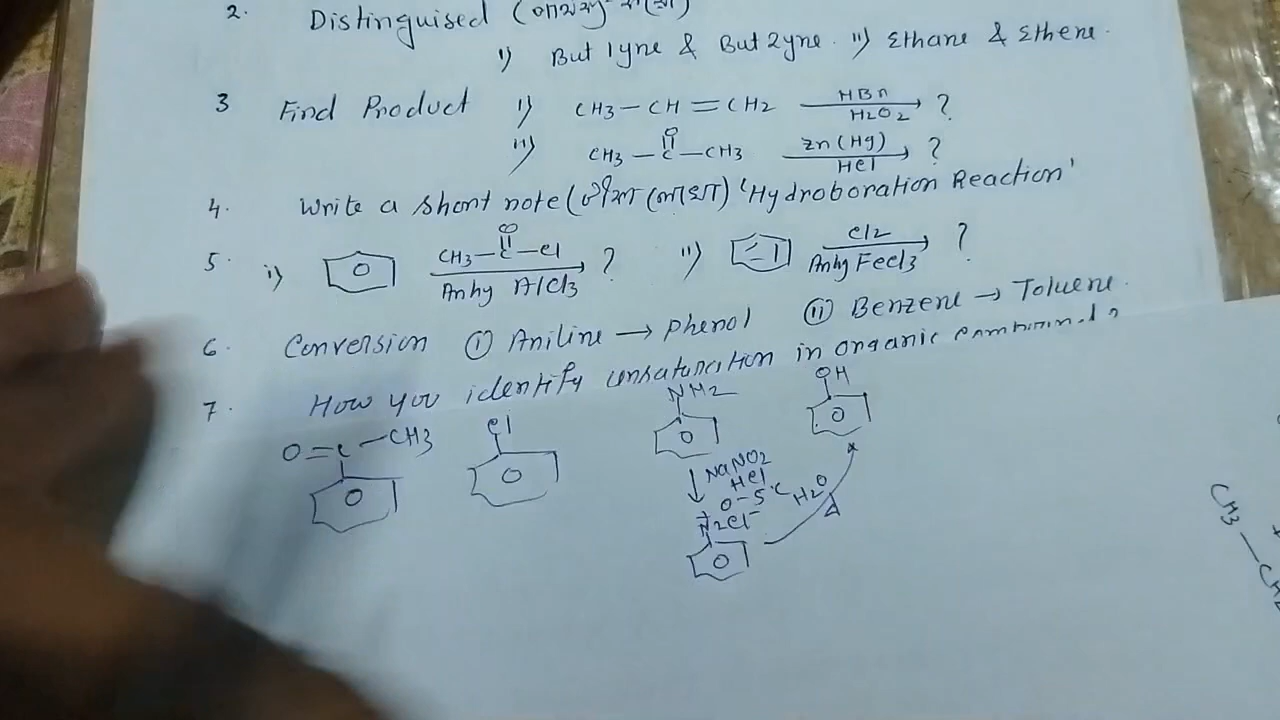 2. Distinguised
i) But 1yne & But 2yne. ii) Ethane & Ethene.
3 Find Product i) CH3-CH=CH2 HBr H2O2 ?
ii) CH3-C-CH3 O Zn(Hg) HCl ?
4. Write a short note ( ) 'Hydroboration Reaction'
5. i) CH3-C-Cl O Anhy AlCl3 ? ii) Cl2 Anhy FeCl3 ?
6. Conversion (i) Aniline → Phenol (ii) Benzene → Toluene.
7. How you identify unsaturation in organic
O=C-CH3
Cl
NH2
OH
NaNO2
HCl
0-5°C
H2O
Δ
N2Cl-
+
CH3-CH2